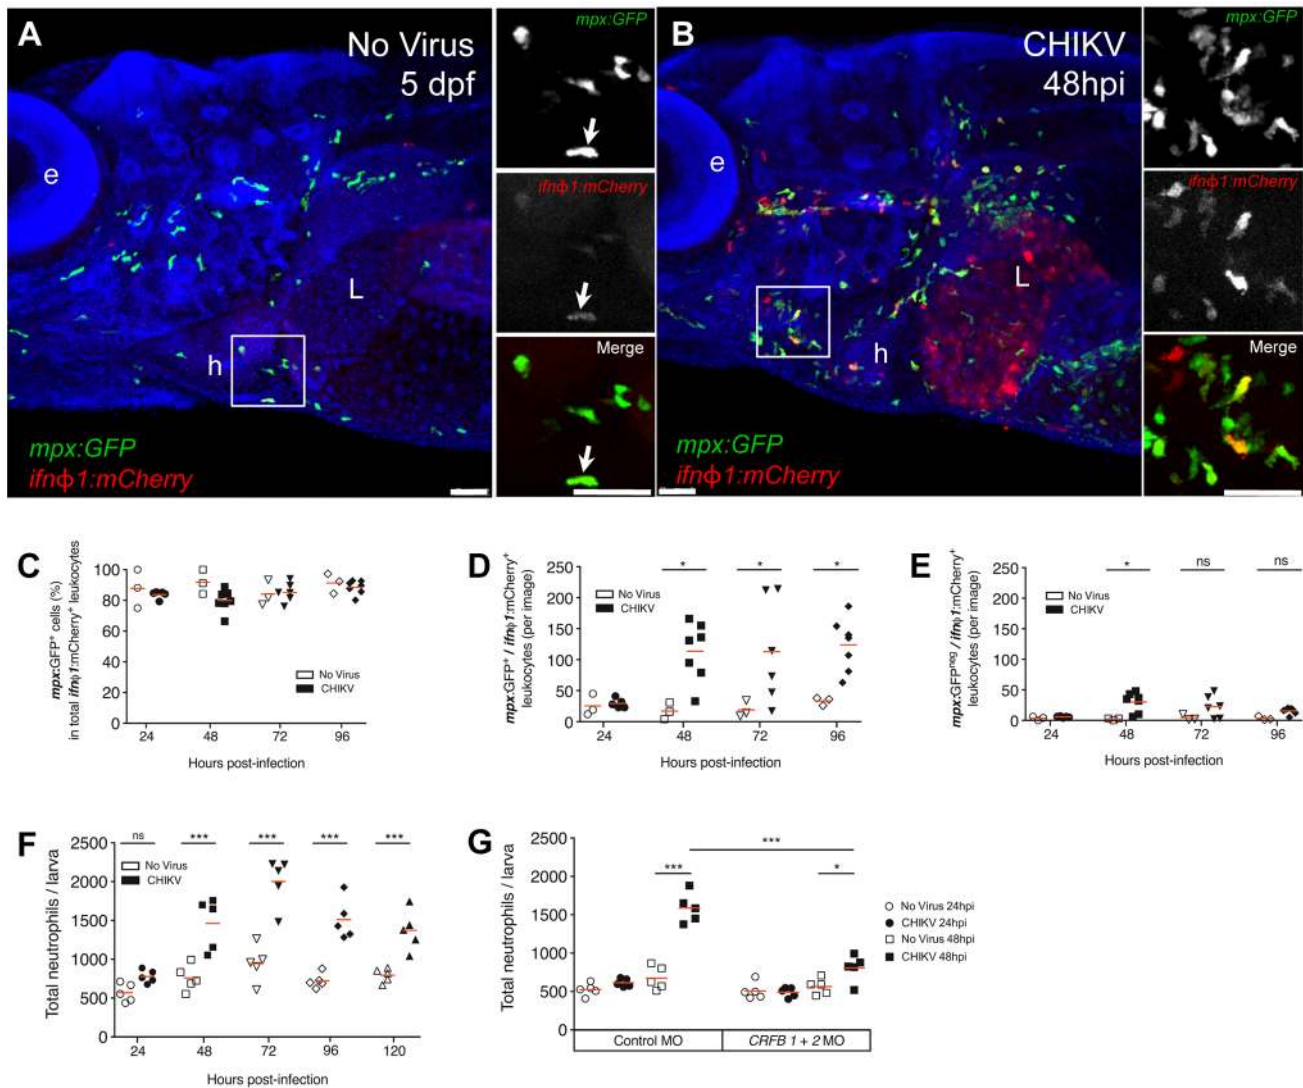 A
No Virus
5 dpf
e
L
h
mpx:GFP
ifnϕ1:mCherry
mpx:GFP
ifnϕ1:mCherry
Merge
B
CHIKV
48hpi
e
L
h
mpx:GFP
ifnϕ1:mCherry
mpx:GFP
ifnϕ1:mCherry
Merge
C
mpx:GFP+ cells (%)
in total ifnϕ1:mCherry+ leukocytes
100
80
60
40
20
0
No Virus
CHIKV
24
48
72
96
Hours post-infection
D
mpx:GFP+ / ifnϕ1:mCherry+
leukocytes (per image)
250
200
150
100
50
0
No Virus
CHIKV
*
*
*
24
48
72
96
Hours post-infection
E
mpx:GFPneg / ifnϕ1:mCherry+
leukocytes (per image)
250
200
150
100
50
0
No Virus
CHIKV
*
ns
ns
24
48
72
96
Hours post-infection
F
Total neutrophils / larva
2500
2000
1500
1000
500
0
ns
***
***
***
***
No Virus
CHIKV
24
48
72
96
120
Hours post-infection
G
Total neutrophils / larva
2500
2000
1500
1000
500
0
***
***
*
Control MO
CRFB 1 + 2 MO
No Virus 24hpi
CHIKV 24hpi
No Virus 48hpi
CHIKV 48hpi